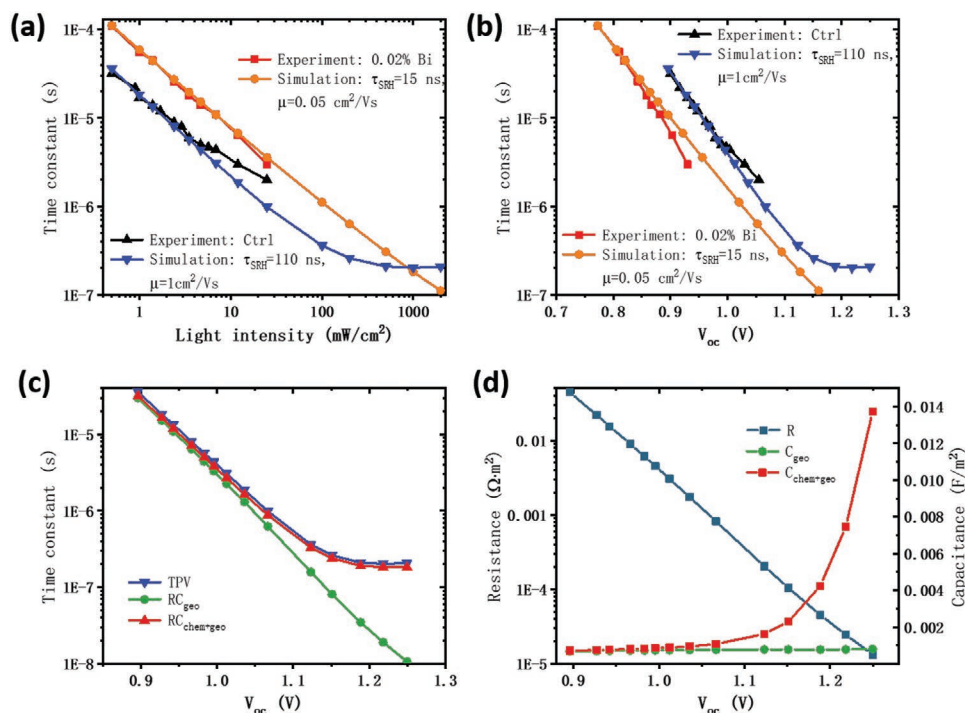 (a)
1E-4
1E-5
1E-6
1E-7
Time constant (s)
Experiment: 0.02% Bi
Simulation: τSRH=15 ns,
μ=0.05 cm²/Vs
Experiment: Ctrl
Simulation: τSRH=110 ns,
μ=1cm²/Vs
1 10 100 1000
Light intensity (mW/cm²)
(b)
1E-4
1E-5
1E-6
1E-7
Time constant (s)
Experiment: Ctrl
Simulation: τSRH=110 ns,
μ=1cm²/Vs
Experiment: 0.02% Bi
Simulation: τSRH=15 ns,
μ=0.05 cm²/Vs
0.7 0.8 0.9 1.0 1.1 1.2 1.3
Voc (V)
(c)
1E-5
1E-6
1E-7
1E-8
Time constant (s)
TPV
RCgeo
RCchem+geo
0.9 1.0 1.1 1.2 1.3
Voc (V)
(d)
0.01
0.001
1E-4
1E-5
Resistance (Ω·m²)
R
Cgeo
Cchem+geo
0.014
0.012
0.010
0.008
0.006
0.004
0.002
Capacitance (F/m²)
0.9 1.0 1.1 1.2
Voc (V)